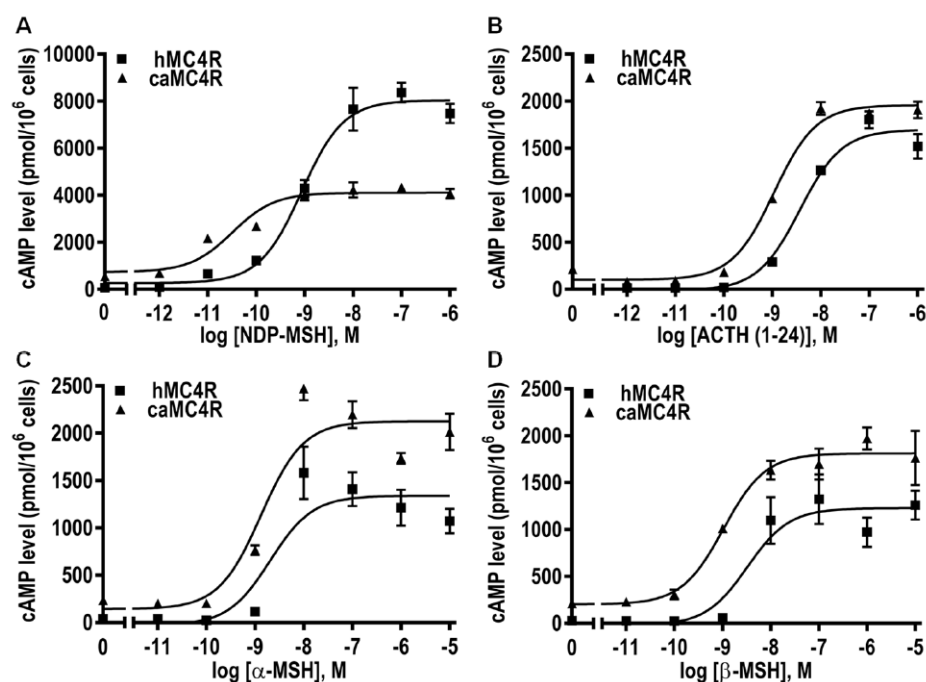 A
hMC4R
caMC4R
cAMP level (pmol/10⁶ cells)
10000
8000
6000
4000
2000
0
0 -12 -11 -10 -9 -8 -7 -6
log [NDP-MSH], M
B
hMC4R
caMC4R
cAMP level (pmol/10⁶ cells)
2500
2000
1500
1000
500
0
0 -12 -11 -10 -9 -8 -7 -6
log [ACTH (1-24)], M
C
hMC4R
caMC4R
cAMP level (pmol/10⁶ cells)
2500
2000
1500
1000
500
0
0 -11 -10 -9 -8 -7 -6 -5
log [α-MSH], M
D
hMC4R
caMC4R
cAMP level (pmol/10⁶ cells)
2500
2000
1500
1000
500
0
0 -11 -10 -9 -8 -7 -6 -5
log [β-MSH], M